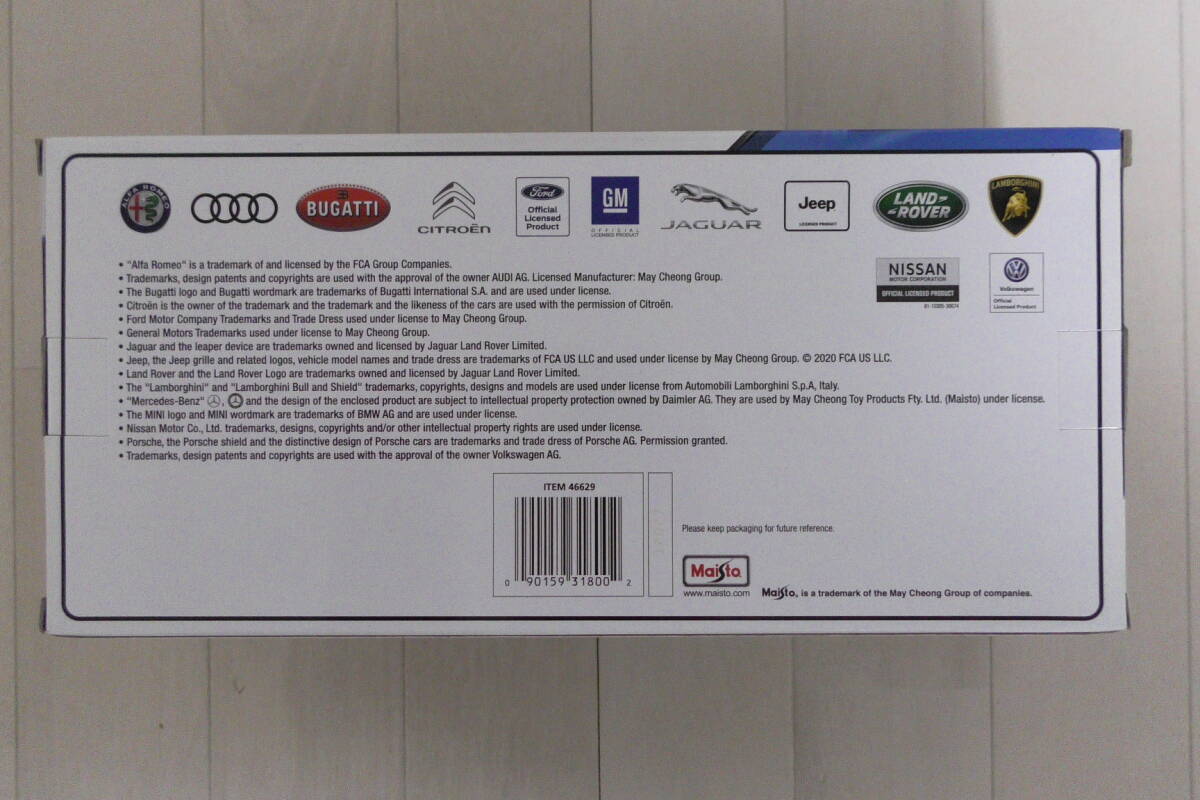 ALFA ROMEO
BUGATTI
CITROËN
Ford
Official
Licensed
Product
GM
OFFICIAL
LICENSED PRODUCT
JAGUAR
Jeep
LICENSED PRODUCT
LAND
ROVER
LAMBORGHINI
NISSAN
MOTOR CORPORATION
OFFICIAL LICENSED PRODUCT
Volkswagen
Official
Licensed Product
• "Alfa Romeo" is a trademark of and licensed by the FCA Group Companies.
• Trademarks, design patents and copyrights are used with the approval of the owner AUDI AG. Licensed Manufacturer: May Cheong Group.
• The Bugatti logo and Bugatti wordmark are trademarks of Bugatti International S.A. and are used under license.
• Citroën is the owner of the trademark and the trademark and the likeness of the cars are used with the permission of Citroën.
• Ford Motor Company Trademarks and Trade Dress used under license to May Cheong Group.
• General Motors Trademarks used under license to May Cheong Group.
• Jaguar and the leaper device are trademarks owned and licensed by Jaguar Land Rover Limited.
• Jeep, the Jeep grille and related logos, vehicle model names and trade dress are trademarks of FCA US LLC and used under license by May Cheong Group. © 2020 FCA US LLC.
• Land Rover and the Land Rover Logo are trademarks owned and licensed by Jaguar Land Rover Limited.
• The "Lamborghini" and "Lamborghini Bull and Shield" trademarks, copyrights, designs and models are used under license from Automobili Lamborghini S.p.A, Italy.
• "Mercedes-Benz" , and the design of the enclosed product are subject to intellectual property protection owned by Daimler AG. They are used by May Cheong Toy Products Fty. Ltd. (Maisto) under license.
• The MINI logo and MINI wordmark are trademarks of BMW AG and are used under license.
• Nissan Motor Co., Ltd. trademarks, designs, copyrights and/or other intellectual property rights are used under license.
• Porsche, the Porsche shield and the distinctive design of Porsche cars are trademarks and trade dress of Porsche AG. Permission granted.
• Trademarks, design patents and copyrights are used with the approval of the owner Volkswagen AG.
ITEM 46629
0 90159 31800 2
Please keep packaging for future reference.
Maisto
www.maisto.com
Maisto, is a trademark of the May Cheong Group of companies.